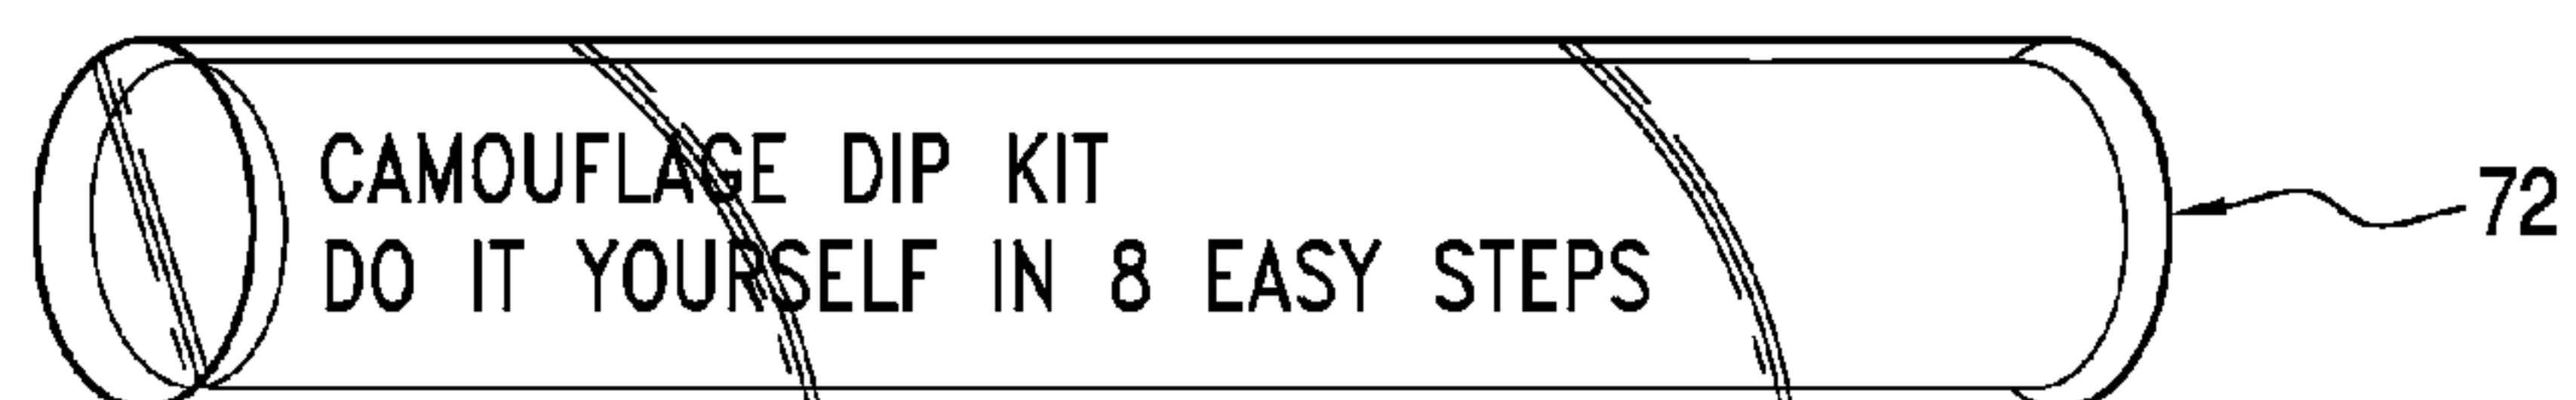 CAMOUFLAGE DIP KIT
DO IT YOURSELF IN 8 EASY STEPS
72